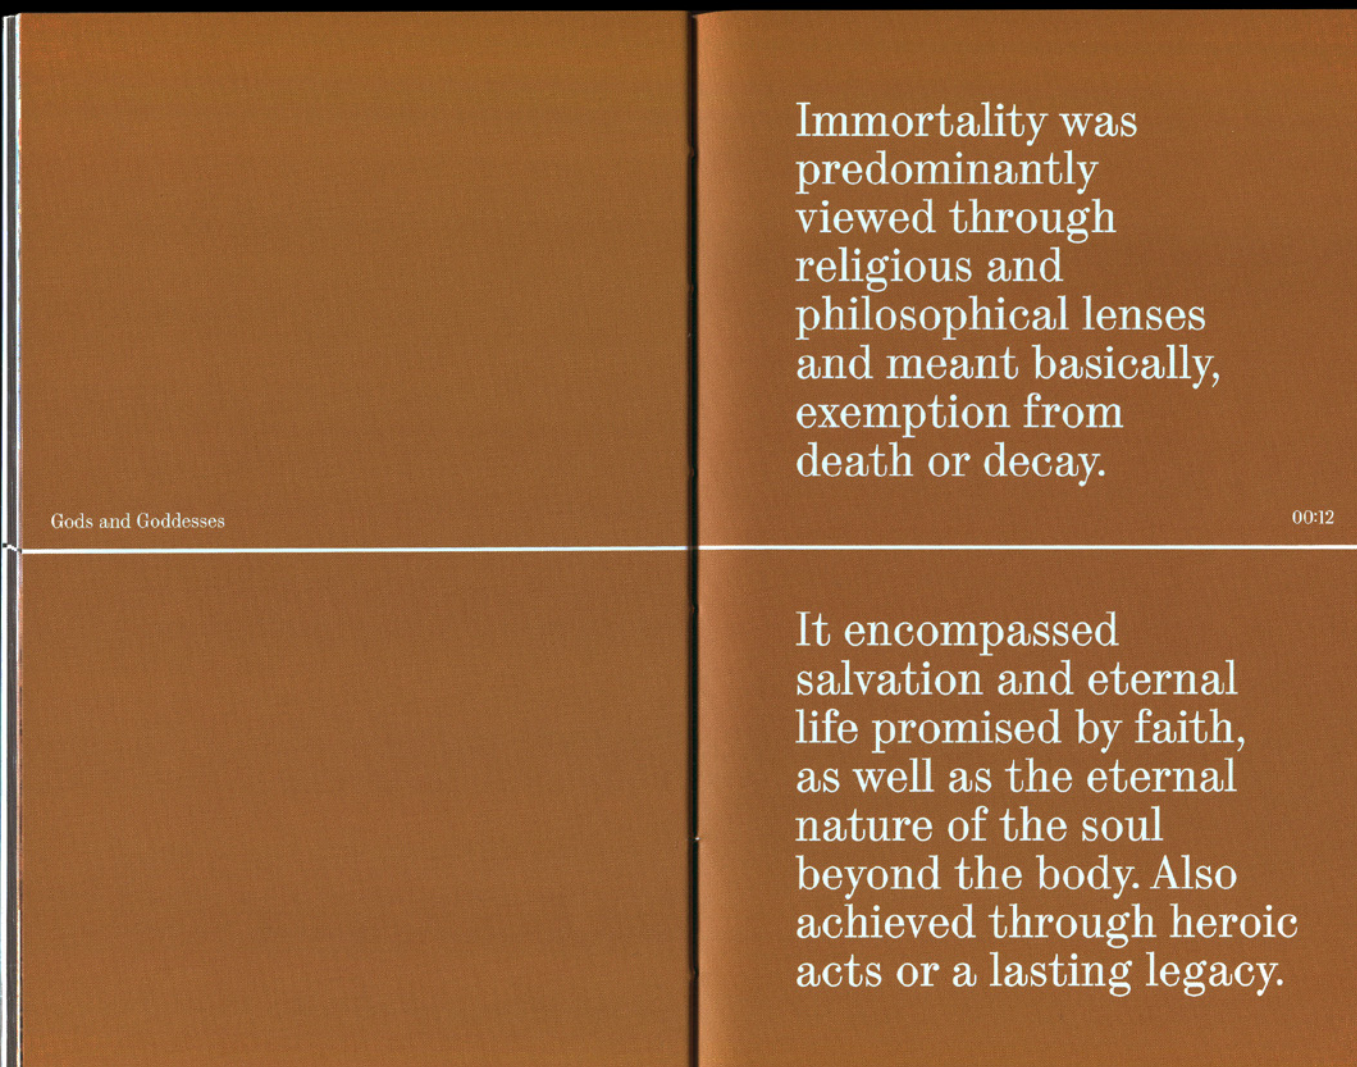 Immortality was
predominantly
viewed through
religious and
philosophical lenses
and meant basically,
exemption from
death or decay.
Gods and Goddesses
00:12
It encompassed
salvation and eternal
life promised by faith,
as well as the eternal
nature of the soul
beyond the body. Also
achieved through heroic
acts or a lasting legacy.